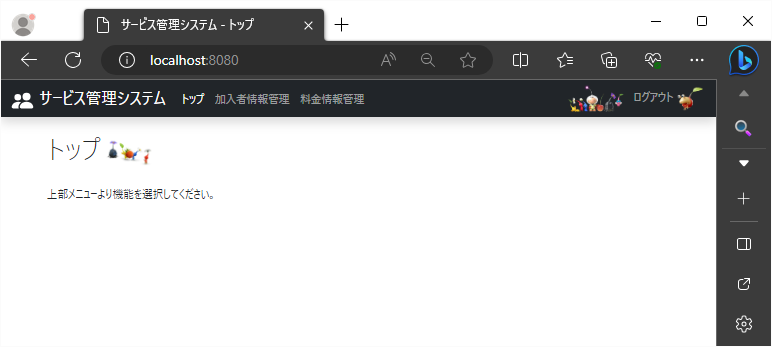 サービス管理システム - トップ
localhost:8080
サービス管理システム トップ 加入者情報管理 料金情報管理 ログアウト
トップ
上部メニューより機能を選択してください。